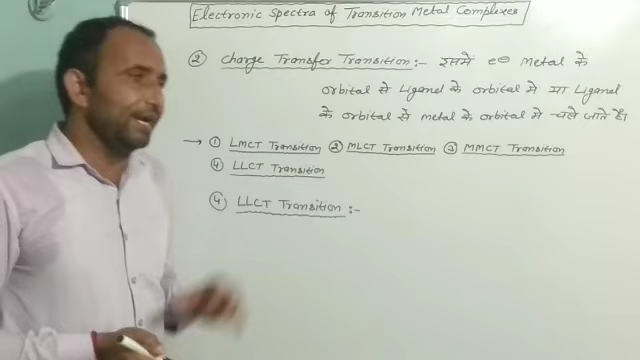 Electronic Spectra of Transition Metal Complexes
② Charge Transfer Transition :- इसमे e⊖ Metal के
orbital से Ligand के orbital मे या Ligand
के orbital से metal के orbital मे चले जाते हैं।
→ ① LMCT Transition ② MLCT Transition ③ MMCT Transition
④ LLCT Transition
④ LLCT Transition :-